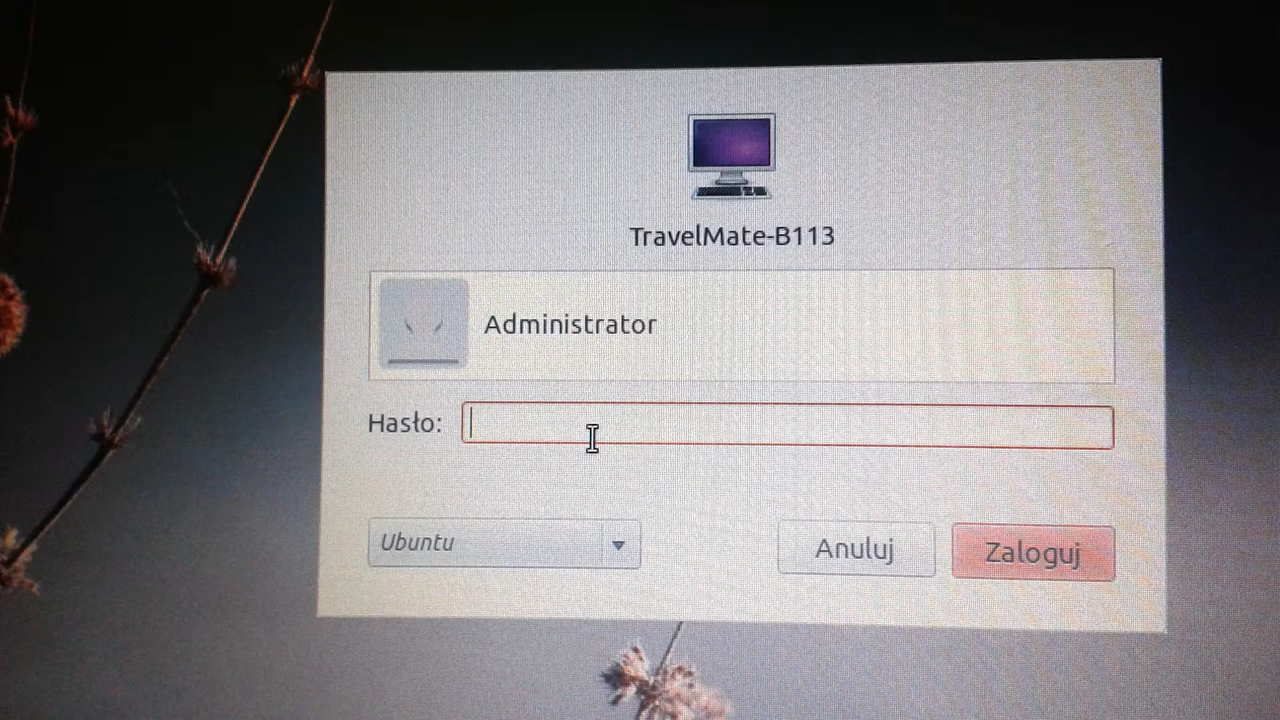 TravelMate-B113
Administrator
Hasło:
Ubuntu
Anuluj
Zaloguj